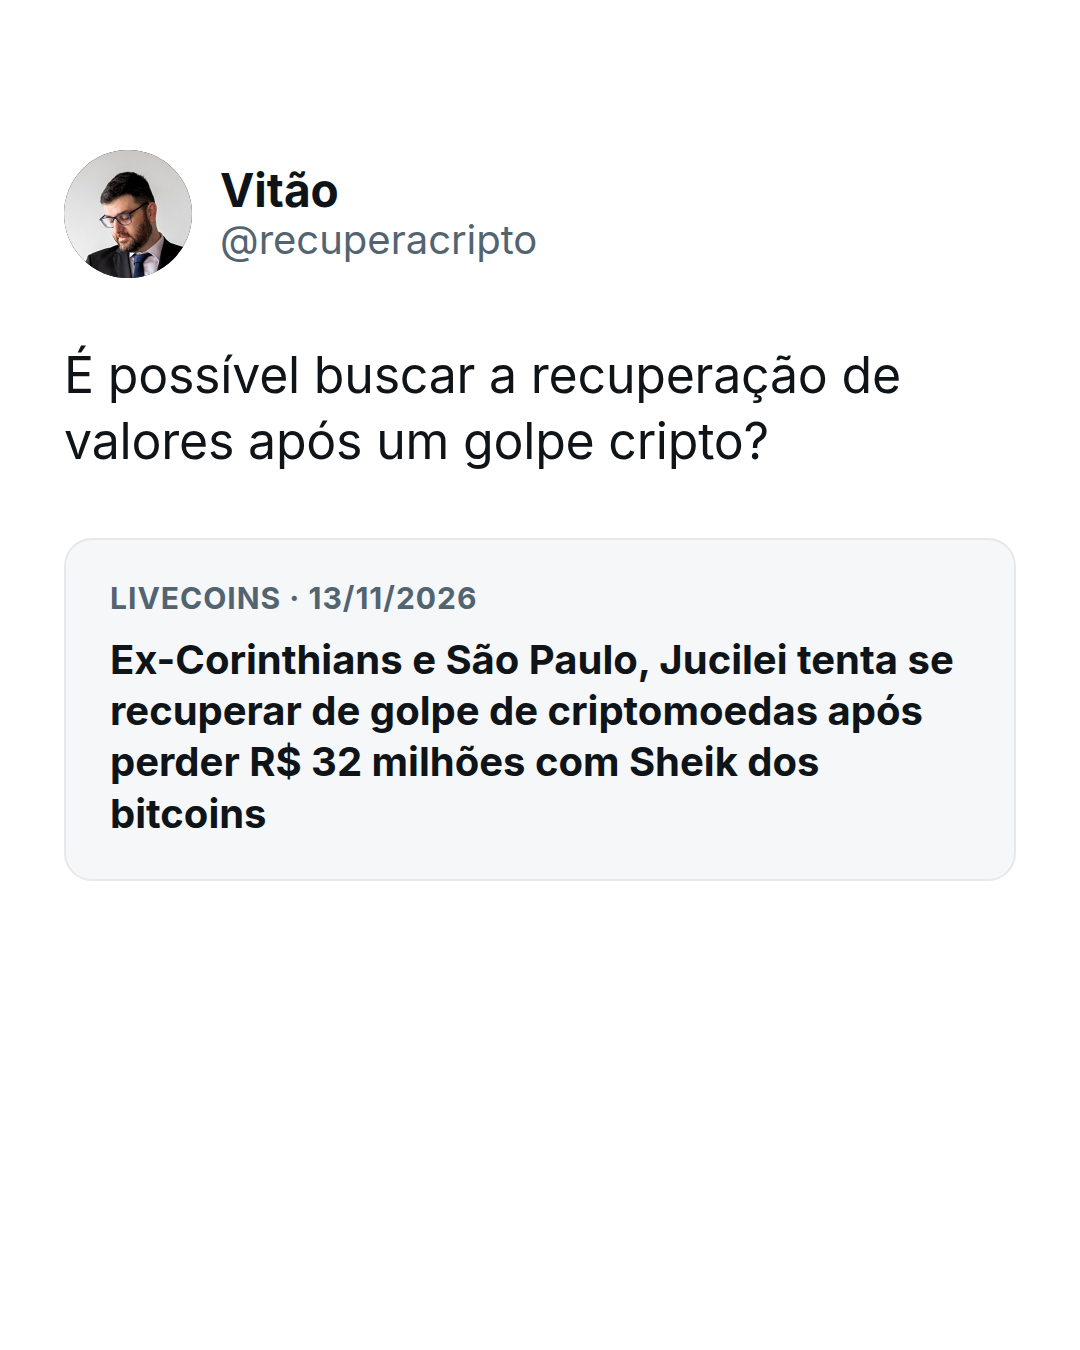 Vitão
@recuperacripto
É possível buscar a recuperação de
valores após um golpe cripto?
LIVECOINS · 13/11/2026
Ex-Corinthians e São Paulo, Jucilei tenta se
recuperar de golpe de criptomoedas após
perder R$ 32 milhões com Sheik dos
bitcoins